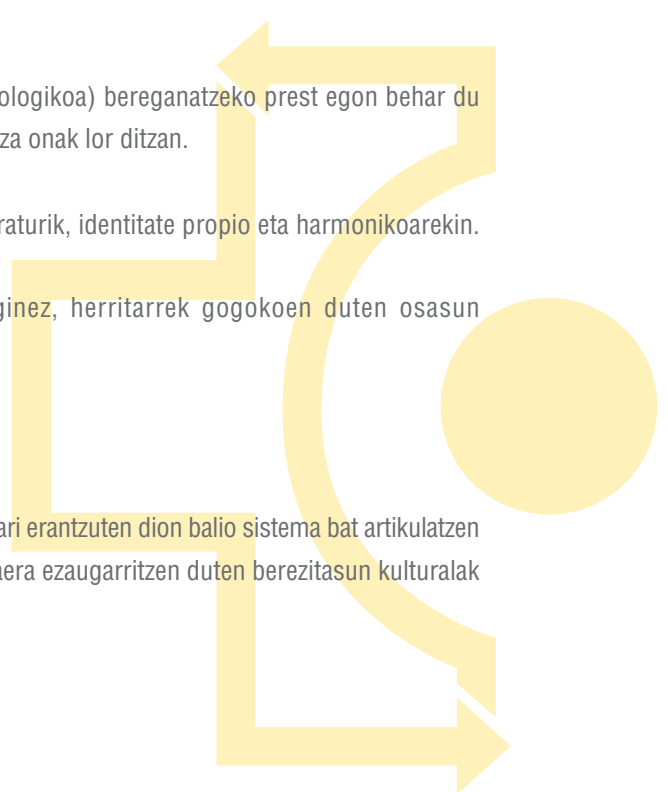 ologikoa) bereganatzeko prest egon behar du
za onak lor ditzan.
raturik, identitate propio eta harmonikoarekin.
ginez, herritarrek gogokoen duten osasun
ari erantzuten dion balio sistema bat artikulatzen
aera ezaugarritzen duten berezitasun kulturalak